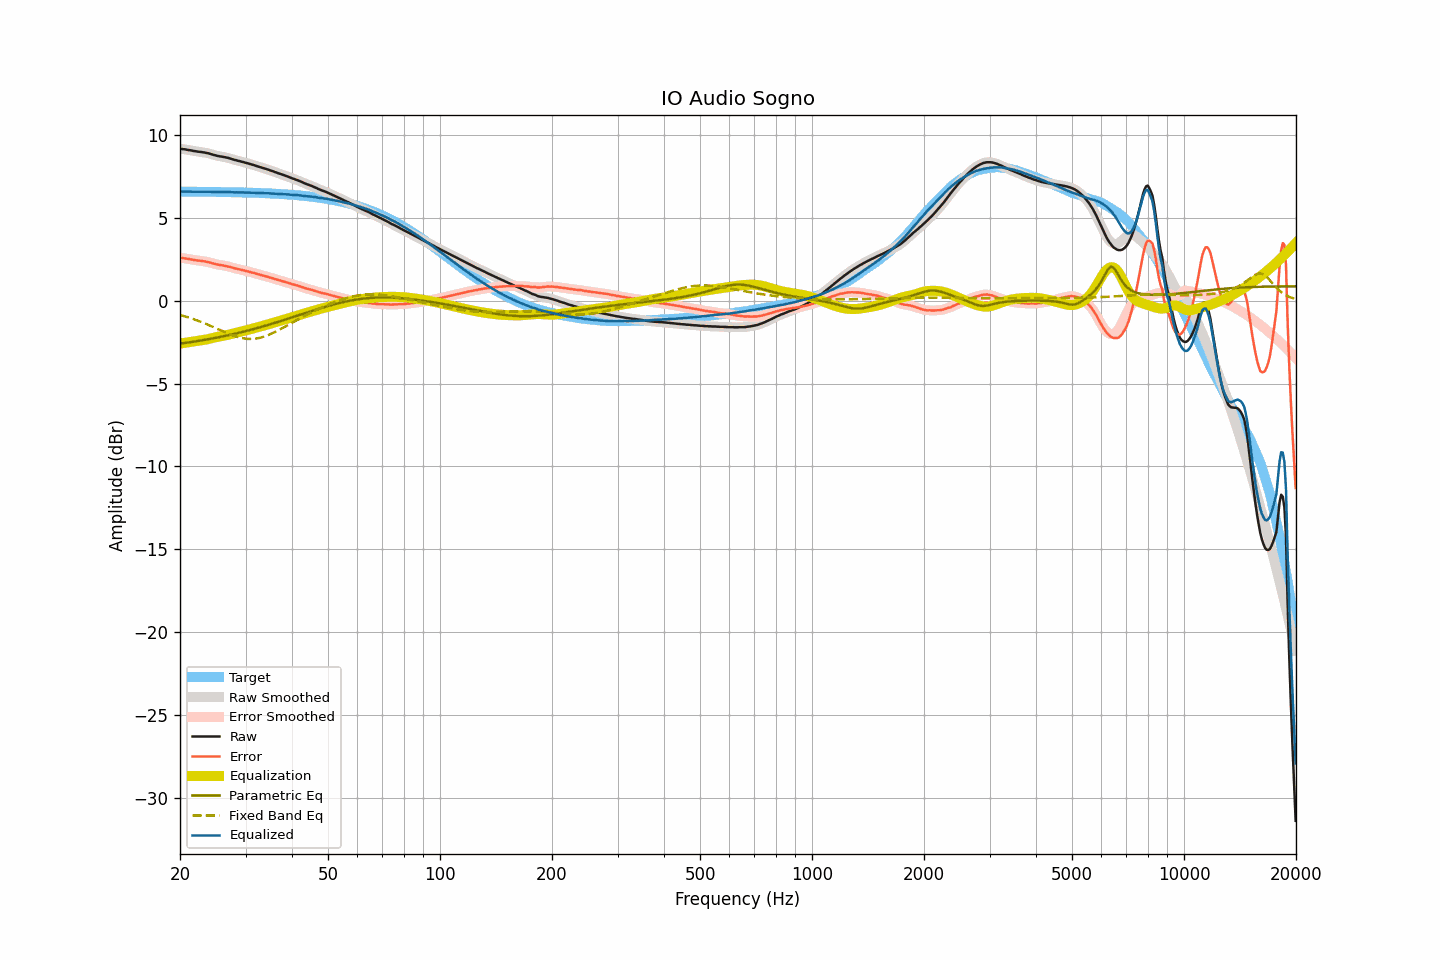 IO Audio Sogno
10
5
0
−5
−10
−15
−20
−25
−30
Amplitude (dBr)
Target
Raw Smoothed
Error Smoothed
Raw
Error
Equalization
Parametric Eq
Fixed Band Eq
Equalized
20 50 100 200 500 1000 2000 5000 10000 20000
Frequency (Hz)